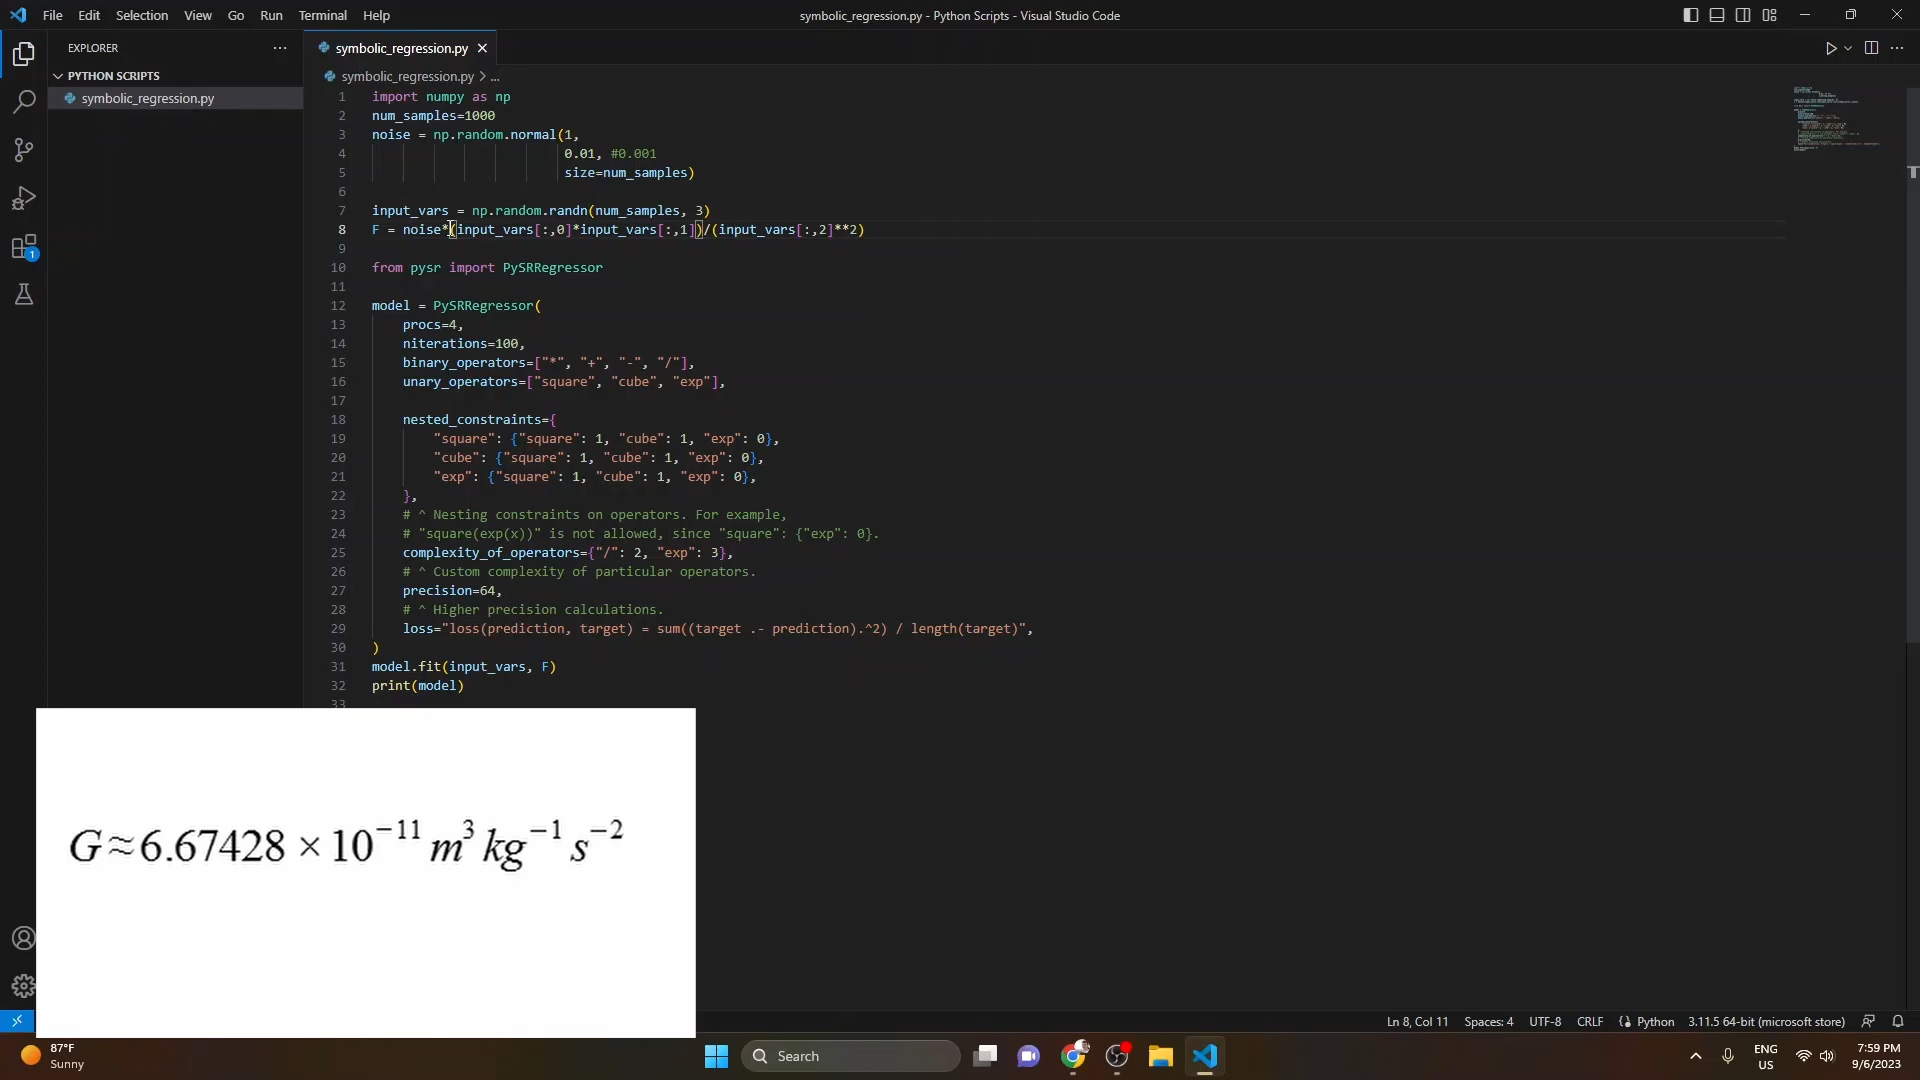 File Edit Selection View Go Run Terminal Help
symbolic_regression.py - Python Scripts - Visual Studio Code
EXPLORER
PYTHON SCRIPTS
symbolic_regression.py
symbolic_regression.py
symbolic_regression.py > ...
1 import numpy as np
2 num_samples=1000
3 noise = np.random.normal(1,
4 0.01, #0.001
5 size=num_samples)
6
7 input_vars = np.random.randn(num_samples, 3)
8 F = noise*(input_vars[:,0]*input_vars[:,1])/(input_vars[:,2]**2)
9
10 from pysr import PySRRegressor
11
12 model = PySRRegressor(
13 procs=4,
14 niterations=100,
15 binary_operators=["*", "+", "-", "/"],
16 unary_operators=["square", "cube", "exp"],
17
18 nested_constraints={
19 "square": {"square": 1, "cube": 1, "exp": 0},
20 "cube": {"square": 1, "cube": 1, "exp": 0},
21 "exp": {"square": 1, "cube": 1, "exp": 0},
22 },
23 # ^ Nesting constraints on operators. For example,
24 # "square(exp(x))" is not allowed, since "square": {"exp": 0}.
25 complexity_of_operators={"/": 2, "exp": 3},
26 # ^ Custom complexity of particular operators.
27 precision=64,
28 # ^ Higher precision calculations.
29 loss="loss(prediction, target) = sum((target .- prediction).^2) / length(target)",
30 )
31 model.fit(input_vars, F)
32 print(model)
33
1
G≈6.67428 × 10⁻¹¹ m³ kg⁻¹ s⁻²
Ln 8, Col 11 Spaces: 4 UTF-8 CRLF Python 3.11.5 64-bit (microsoft store)
87°F
Sunny
Search
ENG
US
7:59 PM
9/6/2023